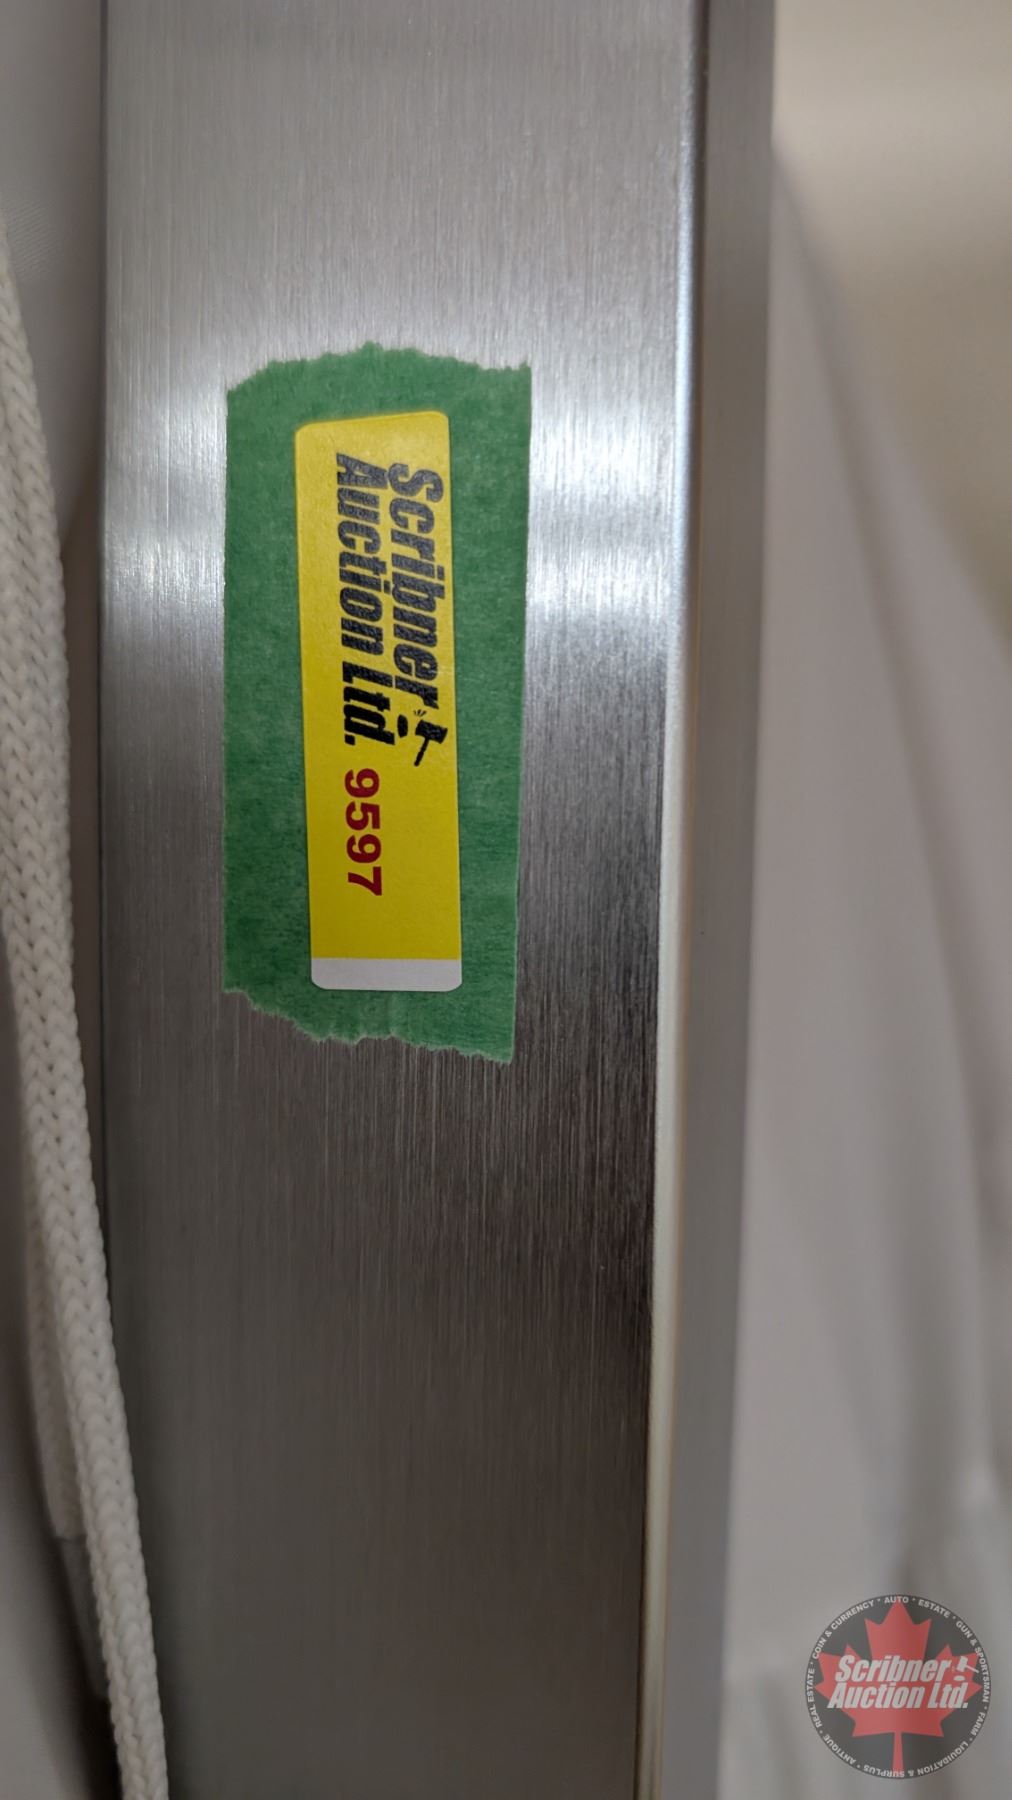 Scribner
Auction Ltd. 9597
Scribner
Auction Ltd.
ANTIQUE · REAL ESTATE · COIN & CURRENCY · AUTO · ESTATE · GUN & SPORTSMAN · FARM · LIQUIDATION & SURPLUS ·